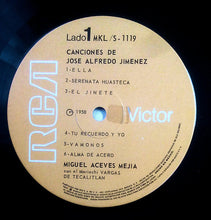 Lado 1 MKL/S-1119
CANCIONES DE
JOSE ALFREDO JIMENEZ
1-ELLA
2-SERENATA HUASTECA
3-EL JINETE
RCA Victor
℗ 1958
4-TU RECUERDO Y YO
5-VAMONOS
6-ALMA DE ACERO
MIGUEL ACEVES MEJIA
con el Mariachi VARGAS
DE TECALITLAN